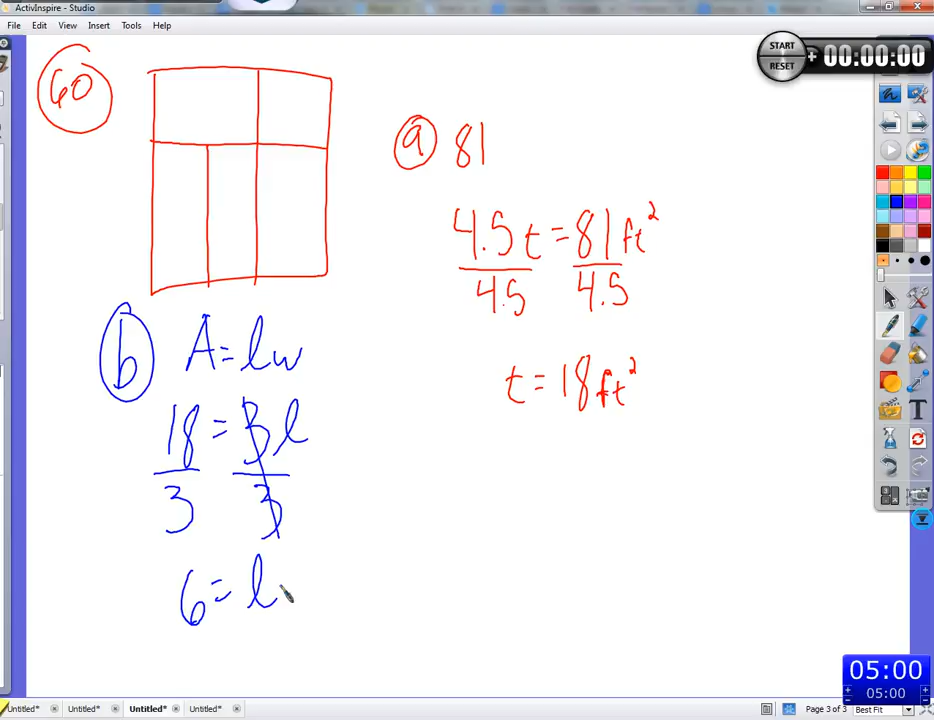 ActivInspire - Studio
File Edit View Insert Tools Help
START
RESET
00:00:00
60
a 81
4.5t = 81ft²
4.5 4.5
t = 18ft²
b A = lw
18 = 3l
3 3
6 = l
05:00
05:00
Untitled* Untitled* Untitled* Untitled*
Page 3 of 3 Best Fit